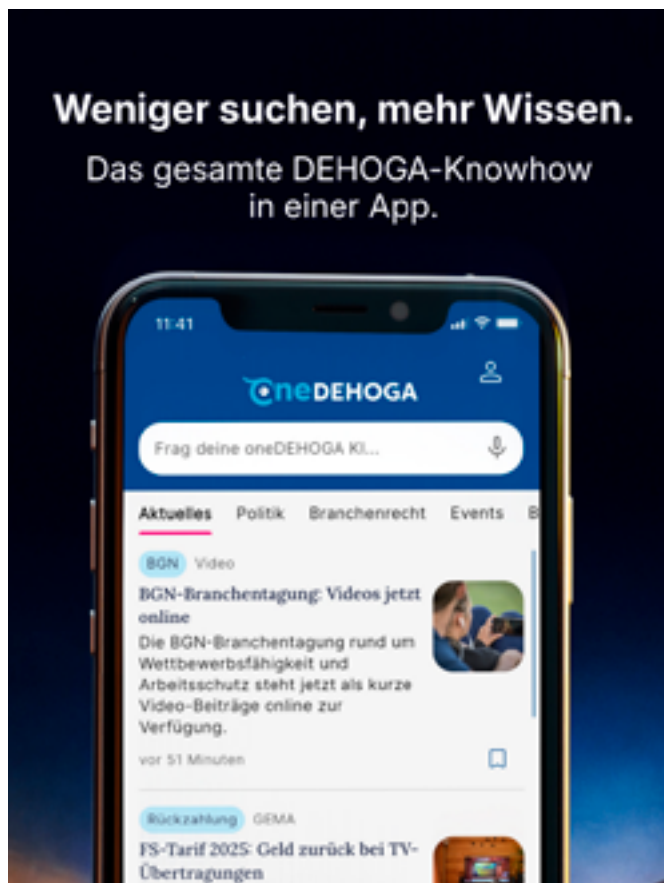 Weniger suchen, mehr Wissen.
Das gesamte DEHOGA-Knowhow
in einer App.
11:41
oneDEHOGA
Frag deine oneDEHOGA KI...
Aktuelles Politik Branchenrecht Events B
BGN Video
BGN-Branchentagung: Videos jetzt
online
Die BGN-Branchentagung rund um
Wettbewerbsfähigkeit und
Arbeitsschutz steht jetzt als kurze
Video-Beiträge online zur
Verfügung.
vor 51 Minuten
Rückzahlung GEMA
FS-Tarif 2025: Geld zurück bei TV-
Übertragungen